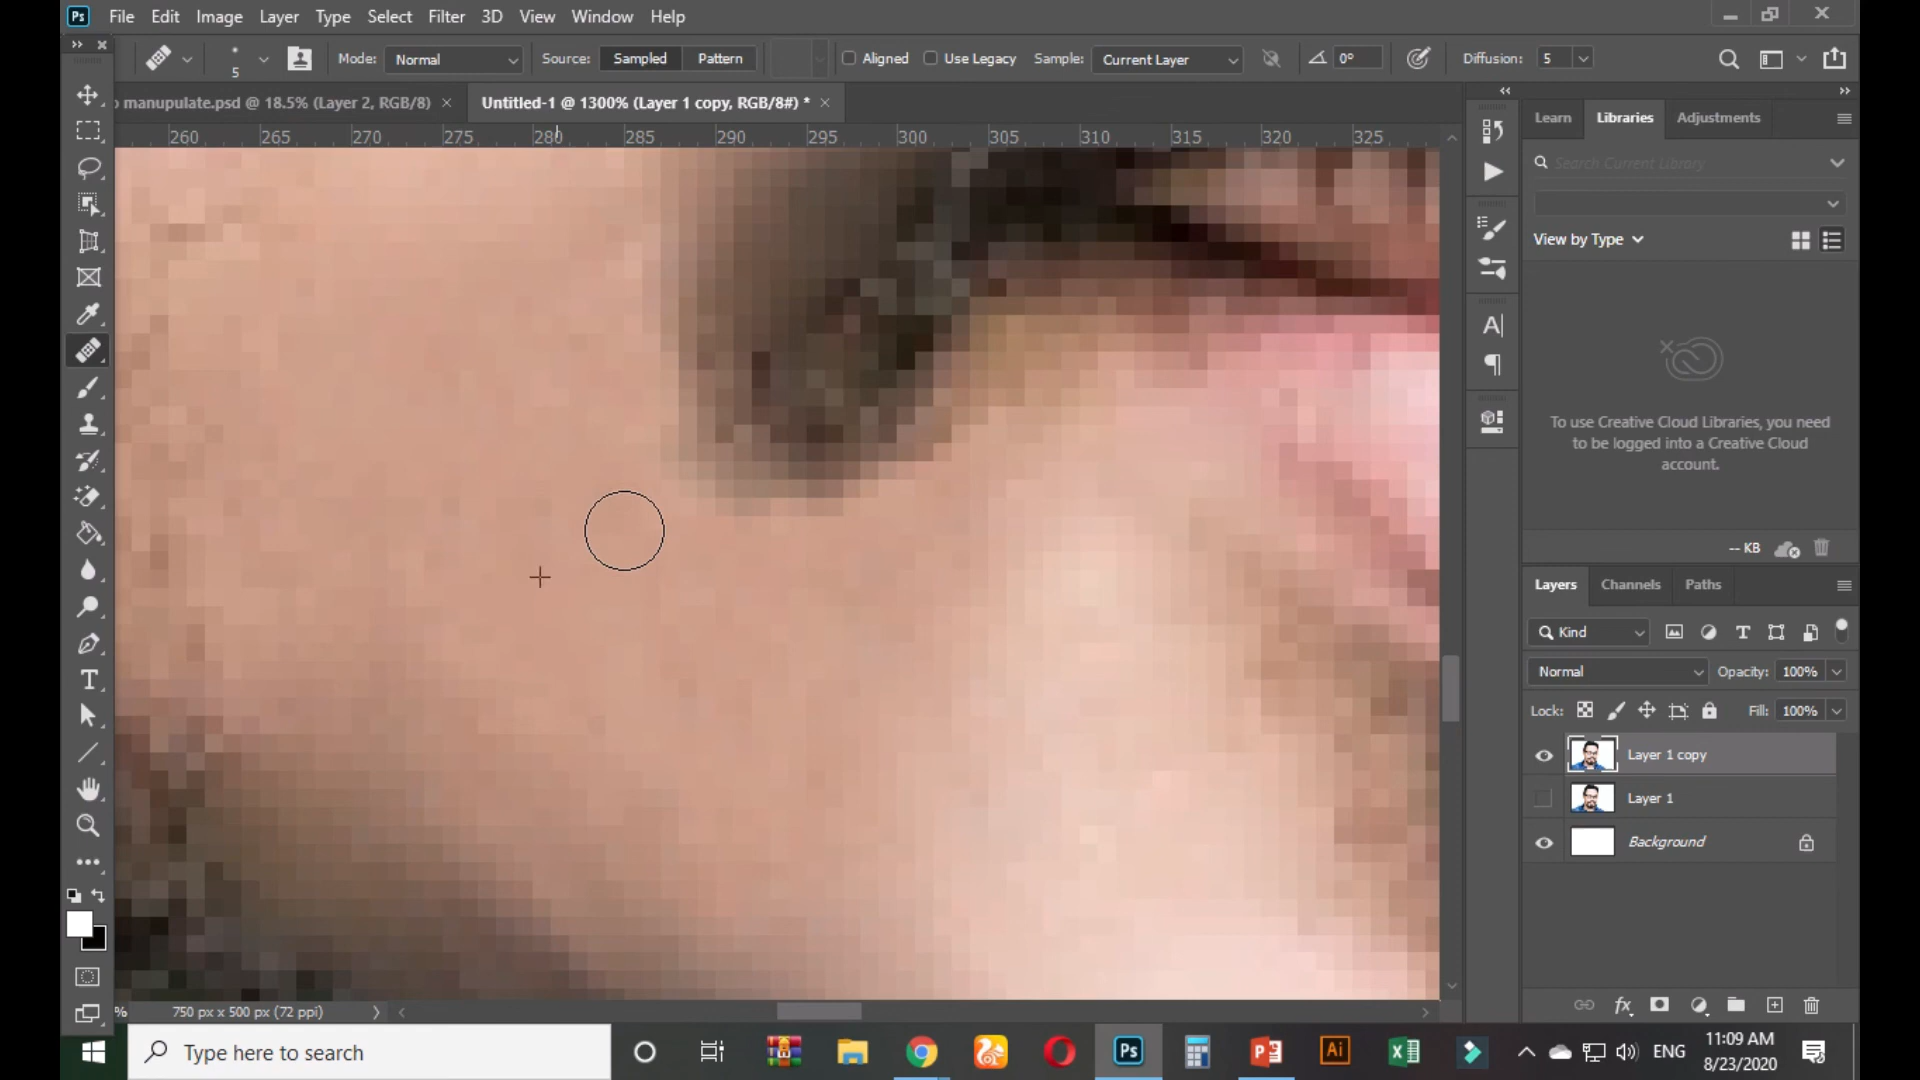 Ps File Edit Image Layer Type Select Filter 3D View Window Help
5 Mode: Normal Source: Sampled Pattern Aligned Use Legacy Sample: Current Layer 0° Diffusion: 5
o manupulate.psd @ 18.5% (Layer 2, RGB/8) × Untitled-1 @ 1300% (Layer 1 copy, RGB/8#) * ×
260 265 270 275 280 285 290 295 300 305 310 315 320 325
Learn Libraries Adjustments
Search Current Library
View by Type
To use Creative Cloud Libraries, you need
to be logged into a Creative Cloud
account.
-- KB
Layers Channels Paths
Kind
Normal Opacity: 100%
Lock: Fill: 100%
Layer 1 copy
Layer 1
Background
% 750 px x 500 px (72 ppi)
Type here to search
Ps
Ai
ENG
11:09 AM
8/23/2020